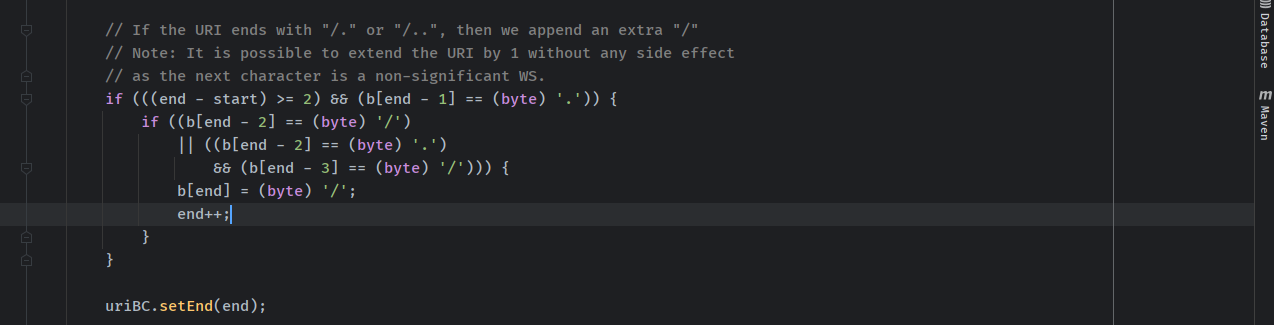 // If the URI ends with "/." or "/..", then we append an extra "/"
// Note: It is possible to extend the URI by 1 without any side effect
// as the next character is a non-significant WS.
if (((end - start) >= 2) && (b[end - 1] == (byte) '.')) {
if ((b[end - 2] == (byte) '/')
|| ((b[end - 2] == (byte) '.')
&& (b[end - 3] == (byte) '/'))) {
b[end] = (byte) '/';
end++;
}
}
uriBC.setEnd(end);
Database
m
Maven